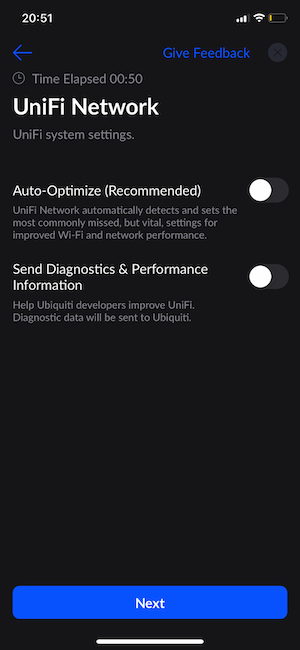 20:51
Give Feedback
Time Elapsed 00:50
UniFi Network
UniFi system settings.
Auto-Optimize (Recommended)
UniFi Network automatically detects and sets the
most commonly missed, but vital, settings for
improved Wi-Fi and network performance.
Send Diagnostics & Performance
Information
Help Ubiquiti developers improve UniFi.
Diagnostic data will be sent to Ubiquiti.
Next